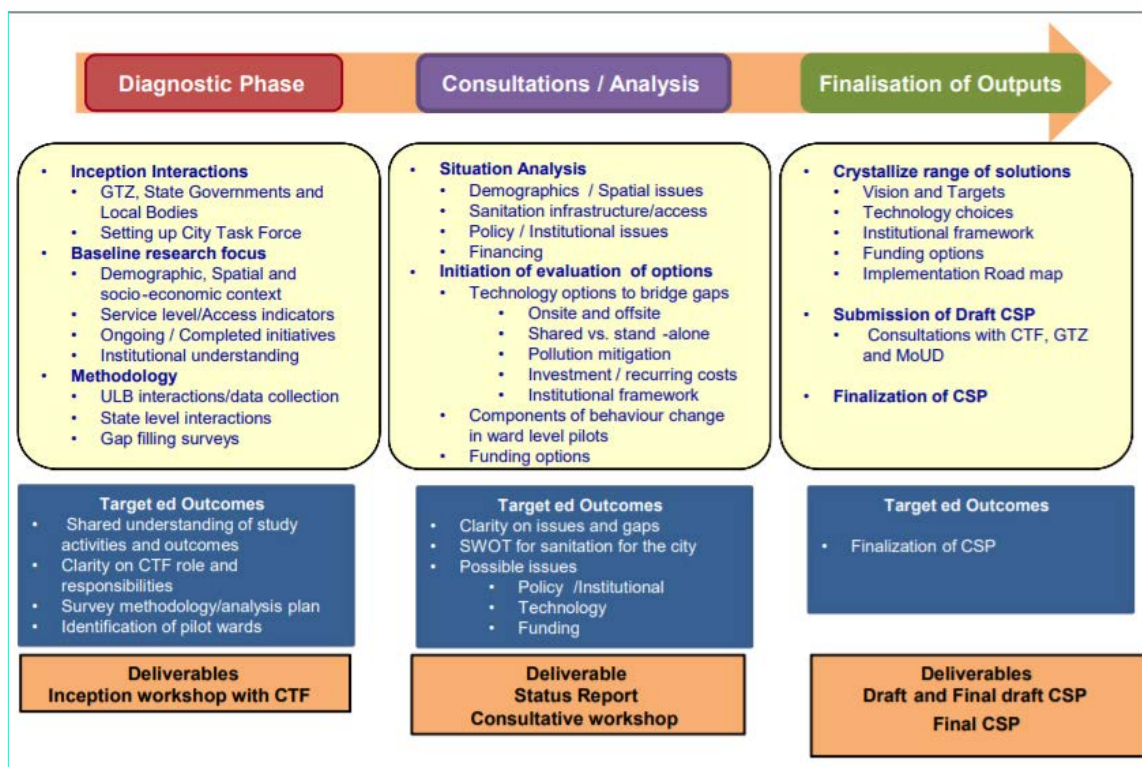 Diagnostic Phase
Consultations / Analysis
Finalisation of Outputs
• Inception Interactions
• GTZ, State Governments and
Local Bodies
• Setting up City Task Force
• Baseline research focus
• Demographic, Spatial and
socio-economic context
• Service level/Access indicators
• Ongoing / Completed initiatives
• Institutional understanding
• Methodology
• ULB interactions/data collection
• State level interactions
• Gap filling surveys
• Situation Analysis
• Demographics / Spatial issues
• Sanitation infrastructure/access
• Policy / Institutional issues
• Financing
• Initiation of evaluation of options
• Technology options to bridge gaps
• Onsite and offsite
• Shared vs. stand -alone
• Pollution mitigation
• Investment / recurring costs
• Institutional framework
• Components of behaviour change
in ward level pilots
• Funding options
• Crystallize range of solutions
• Vision and Targets
• Technology choices
• Institutional framework
• Funding options
• Implementation Road map
• Submission of Draft CSP
• Consultations with CTF, GTZ
and MoUD
• Finalization of CSP
Target ed Outcomes
• Shared understanding of study
activities and outcomes
• Clarity on CTF role and
responsibilities
• Survey methodology/analysis plan
• Identification of pilot wards
Target ed Outcomes
• Clarity on issues and gaps
• SWOT for sanitation for the city
• Possible issues
• Policy /Institutional
• Technology
• Funding
Target ed Outcomes
• Finalization of CSP
Deliverables
Inception workshop with CTF
Deliverable
Status Report
Consultative workshop
Deliverables
Draft and Final draft CSP
Final CSP